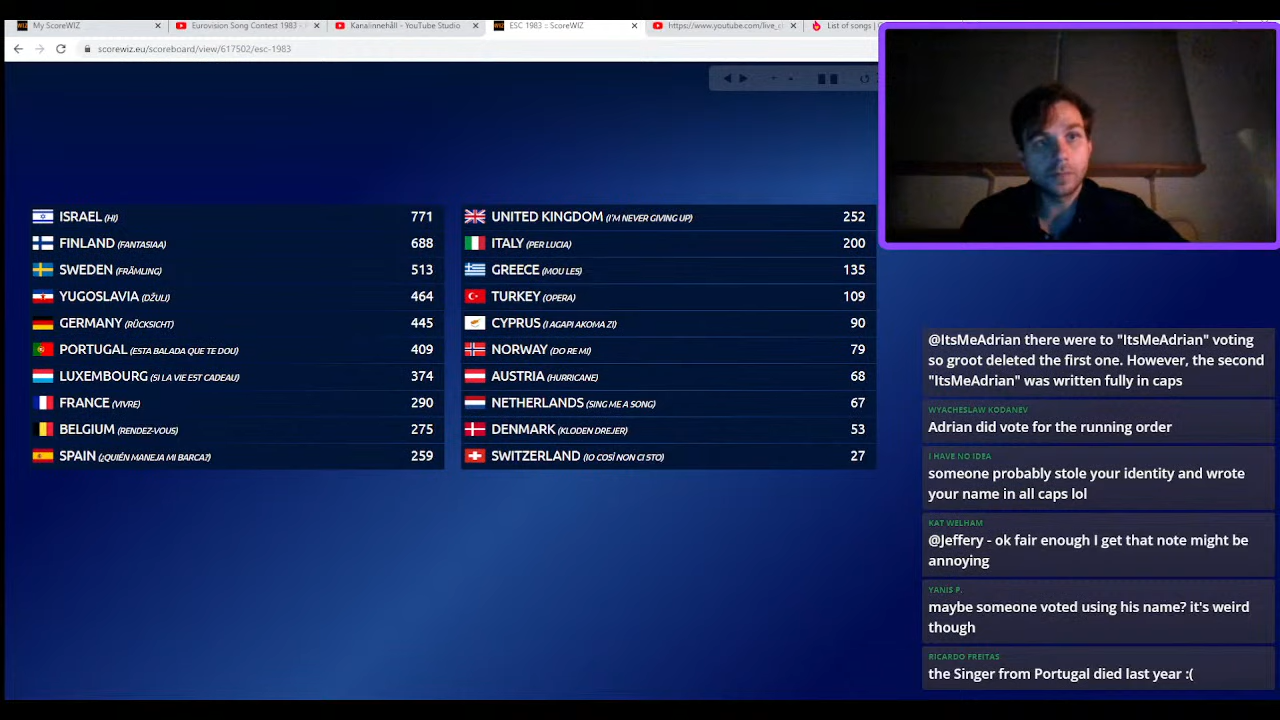 My ScoreWIZ
Eurovision Song Contest 1983 -
Kanalinnehåll - YouTube Studio
ESC 1983 :: ScoreWIZ
https://www.youtube.com/live_
List of songs |
scorewiz.eu/scoreboard/view/617502/esc-1983
ISRAEL (HI) 771
FINLAND (FANTASIAA) 688
SWEDEN (FRÄMLING) 513
YUGOSLAVIA (DŽULI) 464
GERMANY (RÜCKSICHT) 445
PORTUGAL (ESTA BALADA QUE TE DOU) 409
LUXEMBOURG (SI LA VIE EST CADEAU) 374
FRANCE (VIVRE) 290
BELGIUM (RENDEZ-VOUS) 275
SPAIN (¿QUIÉN MANEJA MI BARCA?) 259
UNITED KINGDOM (I'M NEVER GIVING UP) 252
ITALY (PER LUCIA) 200
GREECE (MOU LES) 135
TURKEY (OPERA) 109
CYPRUS (I AGAPI AKOMA ZI) 90
NORWAY (DO RE MI) 79
AUSTRIA (HURRICANE) 68
NETHERLANDS (SING ME A SONG) 67
DENMARK (KLODEN DREJER) 53
SWITZERLAND (IO COSÌ NON CI STO) 27
@ItsMeAdrian there were to "ItsMeAdrian" voting
so groot deleted the first one. However, the second
"ItsMeAdrian" was written fully in caps
WYACHESLAW KODANEV
Adrian did vote for the running order
I HAVE NO IDEA
someone probably stole your identity and wrote
your name in all caps lol
KAT WELHAM
@Jeffery - ok fair enough I get that note might be
annoying
YANIS P.
maybe someone voted using his name? it's weird
though
RICARDO FREITAS
the Singer from Portugal died last year :(